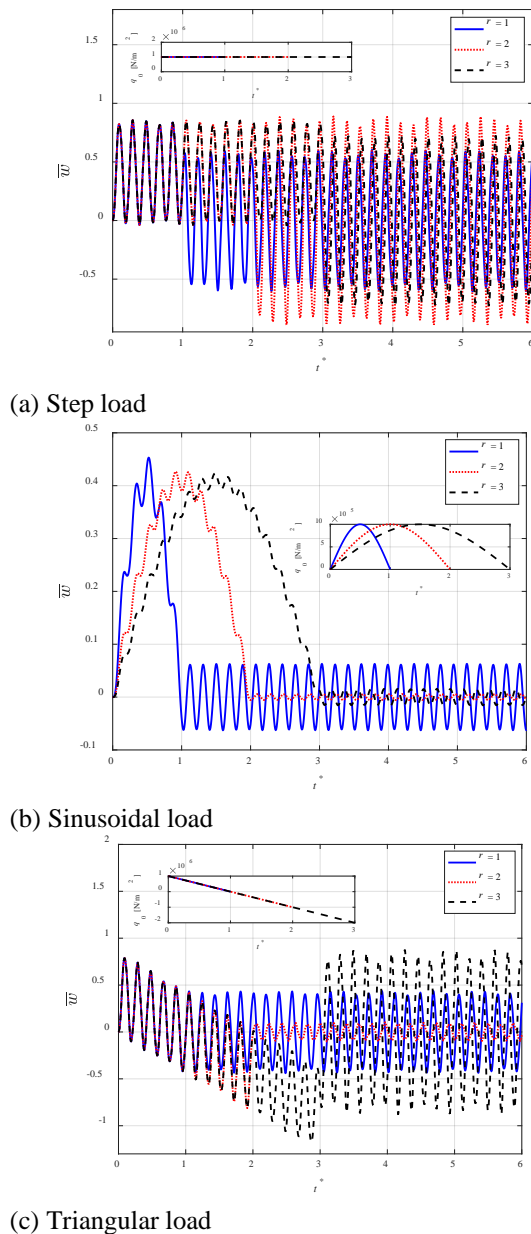 × 10 6
r = 1
r = 2
r = 3
q 0 [N/m 2 ]
2
1
0
0 1 2 3
t *
1.5
1
0.5
0
-0.5
w
0 1 2 3 4 5 6
t *
(a) Step load
0.5
0.4
0.3
0.2
0.1
0
-0.1
w
r = 1
r = 2
r = 3
× 10 5
q 0 [N/m 2 ]
10
5
0
0 1 2 3
t *
0 1 2 3 4 5 6
t *
(b) Sinusoidal load
2
1.5
1
0.5
0
-0.5
-1
w
× 10 6
q 0 [N/m 2 ]
1
0
-1
-2
0 1 2 3
t *
r = 1
r = 2
r = 3
0 1 2 3 4 5 6
t *
(c) Triangular load